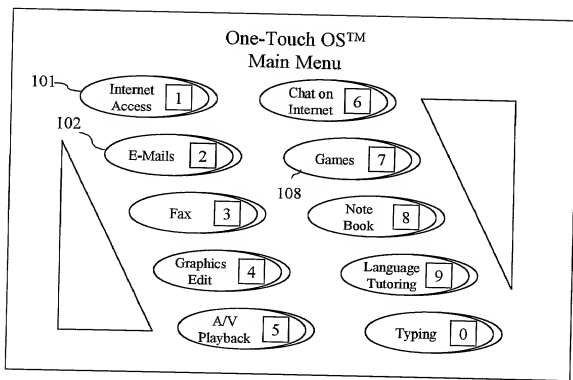 One-Touch OS™
Main Menu
101
Internet
Access
1
102
E-Mails
2
Fax
3
Graphics
Edit
4
A/V
Playback
5
Chat on
Internet
6
Games
7
108
Note
Book
8
Language
Tutoring
9
Typing
0